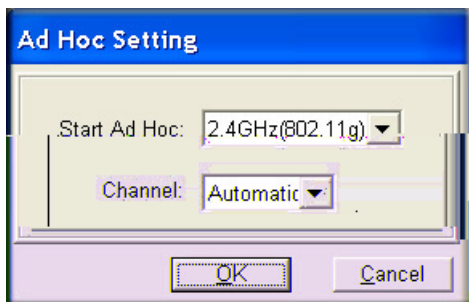 Ad Hoc Setting
Start Ad Hoc: 2.4GHz(802.11g)
Channel: Automatic
OK Cancel